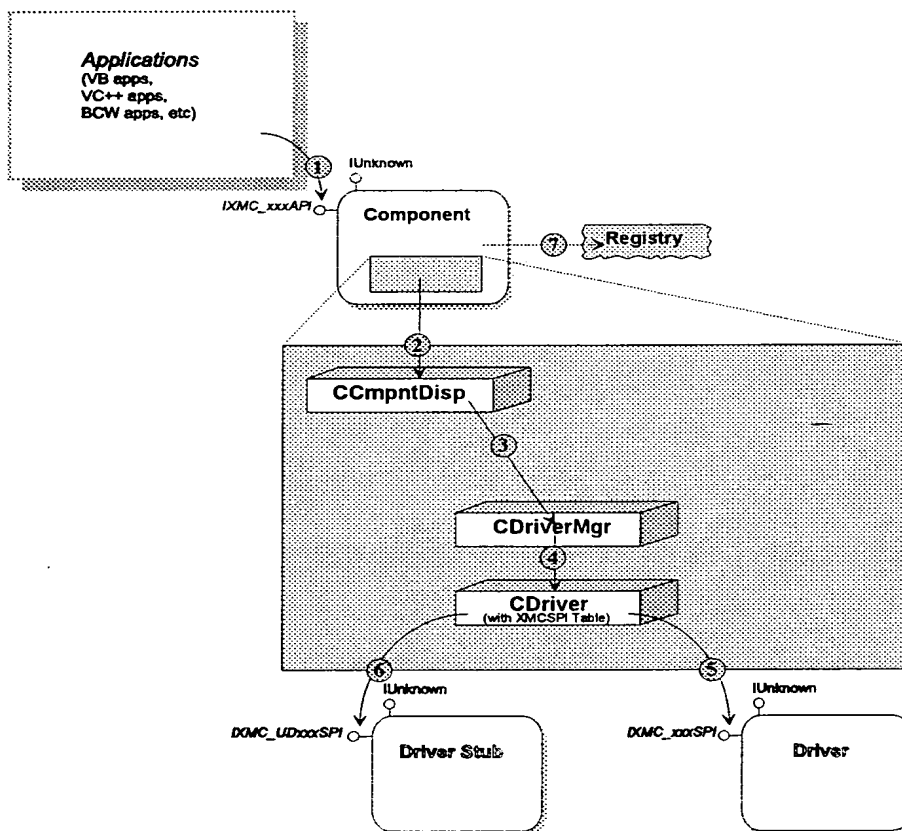 Applications
(VB apps,
VC++ apps,
BCW apps, etc)
1
IUnknown
IXMC_xxxAPI
Component
7
Registry
2
CCmpntDisp
3
CDriverMgr
4
CDriver
(with XMCSPI Table)
6
5
IUnknown
IUnknown
IXMC_UDxxxSPI
IXMC_xxxSPI
Driver Stub
Driver